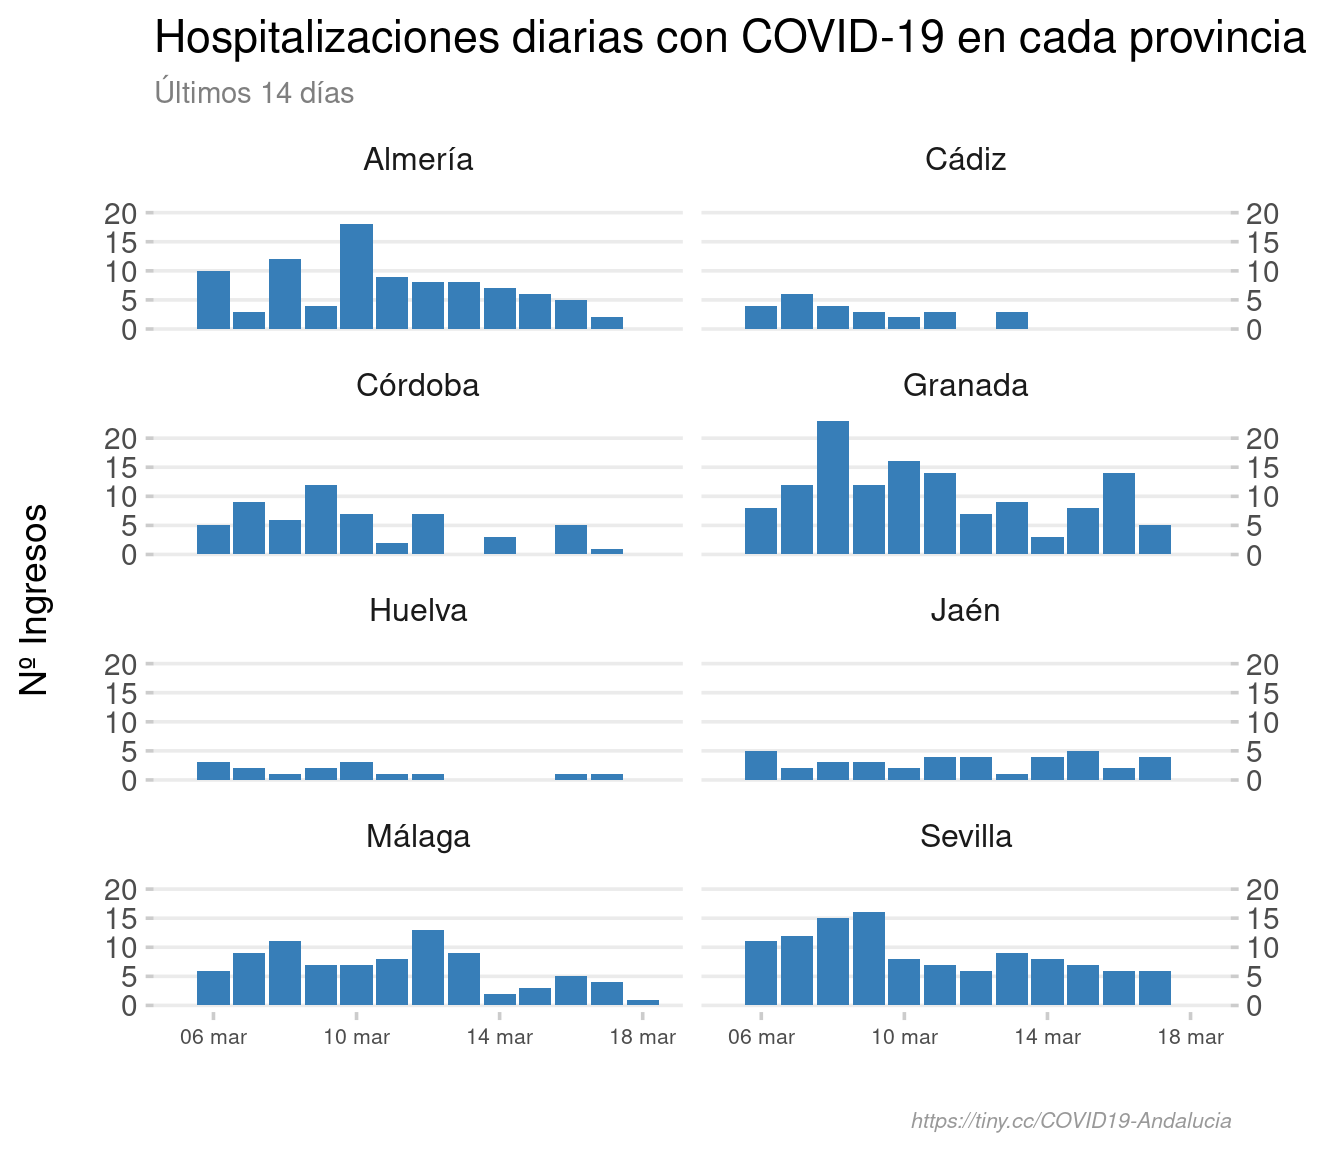 Hospitalizaciones diarias con COVID-19 en cada provincia
Últimos 14 días
Almería
Cádiz
20
15
10
5
0
20
15
10
5
0
Córdoba
Granada
20
15
10
5
0
20
15
10
5
0
Nº Ingresos
Huelva
Jaén
20
15
10
5
0
20
15
10
5
0
Málaga
Sevilla
20
15
10
5
0
20
15
10
5
0
06 mar 10 mar 14 mar 18 mar
06 mar 10 mar 14 mar 18 mar
https://tiny.cc/COVID19-Andalucia